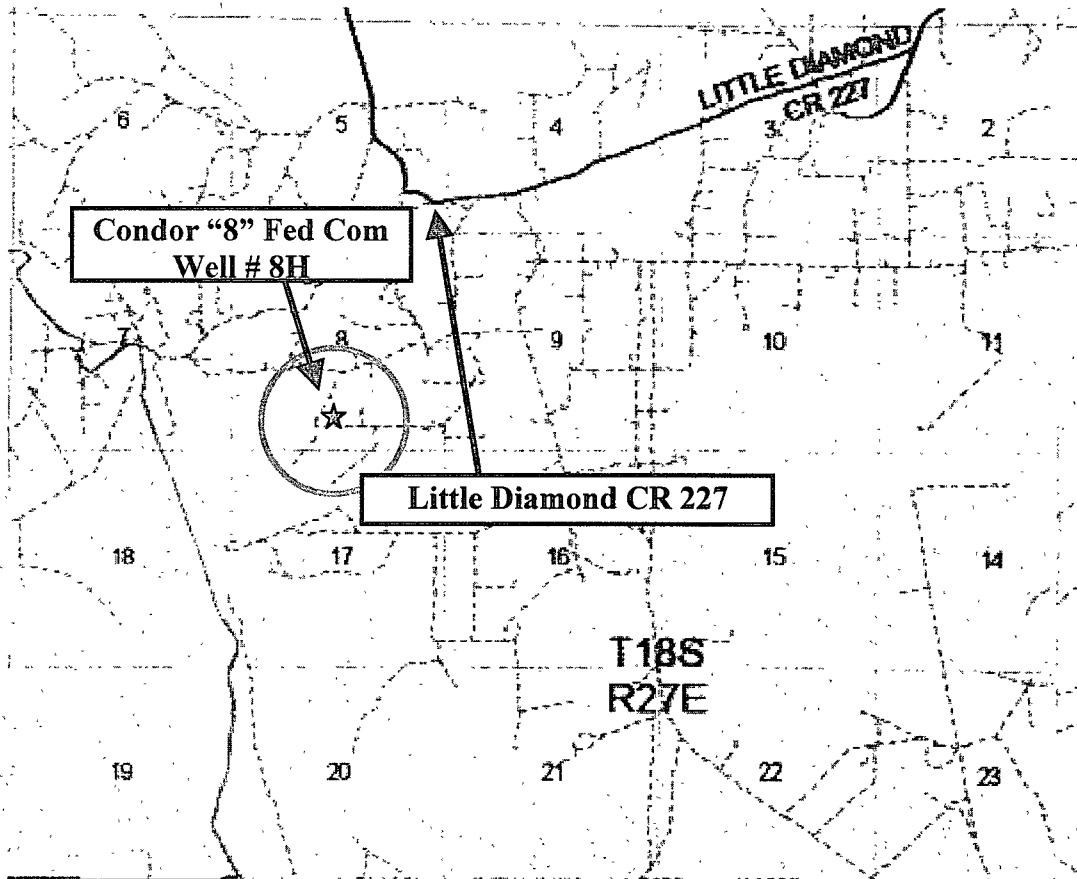 LITTLE DIAMOND
CR 227
6
5
4
3
2
Condor “8” Fed Com
Well # 8H
7
8
9
10
11
Little Diamond CR 227
18
17
16
15
14
T18S
R27E
19
20
21
22
23